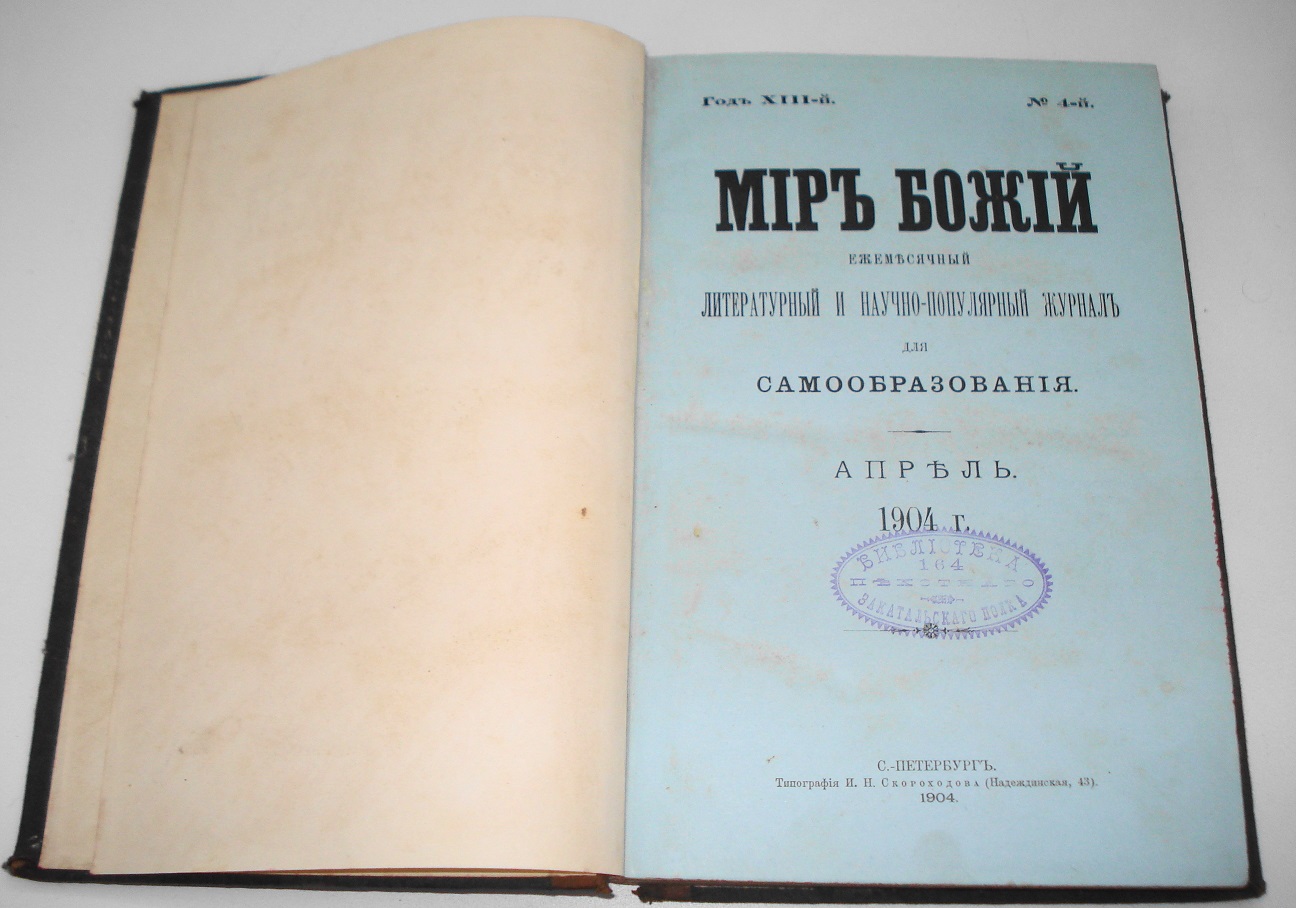 Годъ XIII-й. № 4-й.
МІРЪ БОЖІЙ
ЕЖЕМѢСЯЧНЫЙ
ЛИТЕРАТУРНЫЙ И НАУЧНО-ПОПУЛЯРНЫЙ ЖУРНАЛЪ
ДЛЯ
САМООБРАЗОВАНІЯ.
АПРѢЛЬ.
1904 г.
БИБЛІОТЕКА
164
ПѢХОТНАГО
ЗАКАТАЛЬСКАГО ПОЛКА
С.-ПЕТЕРБУРГЪ.
Типографія И. Н. Скороходова (Надеждинская, 43).
1904.